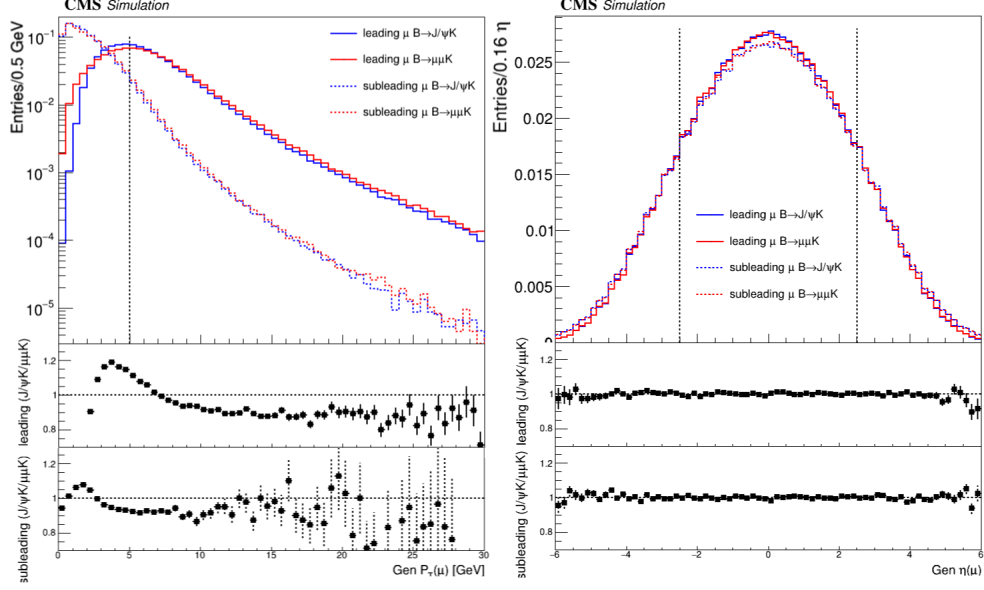 CMS Simulation
Entries/0.5 GeV
10⁻¹
10⁻²
10⁻³
10⁻⁴
10⁻⁵
leading μ B→J/ψK
leading μ B→μμK
subleading μ B→J/ψK
subleading μ B→μμK
leading (J/ψK/μμK)
1.2
1
0.8
subleading (J/ψK/μμK)
1.2
1
0.8
0 5 10 15 20 25 30
Gen P_T(μ) [GeV]
CMS Simulation
Entries/0.16 η
0.025
0.02
0.015
0.01
0.005
0
leading μ B→J/ψK
leading μ B→μμK
subleading μ B→J/ψK
subleading μ B→μμK
leading (J/ψK/μμK)
1.2
1
0.8
subleading (J/ψK/μμK)
1.2
1
0.8
−6 −4 −2 0 2 4 6
Gen η(μ)